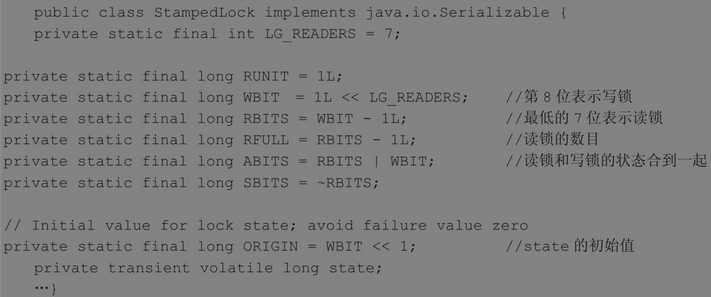 public class StampedLock implements java.io.Serializable {
private static final int LG_READERS = 7;
private static final long RUNIT = 1L;
private static final long WBIT  = 1L << LG_READERS;    //第8位表示写锁
private static final long RBITS = WBIT - 1L;    //最低的7位表示读锁
private static final long RFULL = RBITS - 1L;    //读锁的数目
private static final long ABITS = RBITS | WBIT;    //读锁和写锁的状态合到一起
private static final long SBITS = ~RBITS;
// Initial value for lock state; avoid failure value zero
private static final long ORIGIN = WBIT << 1;    //state的初始值
private transient volatile long state;
…}